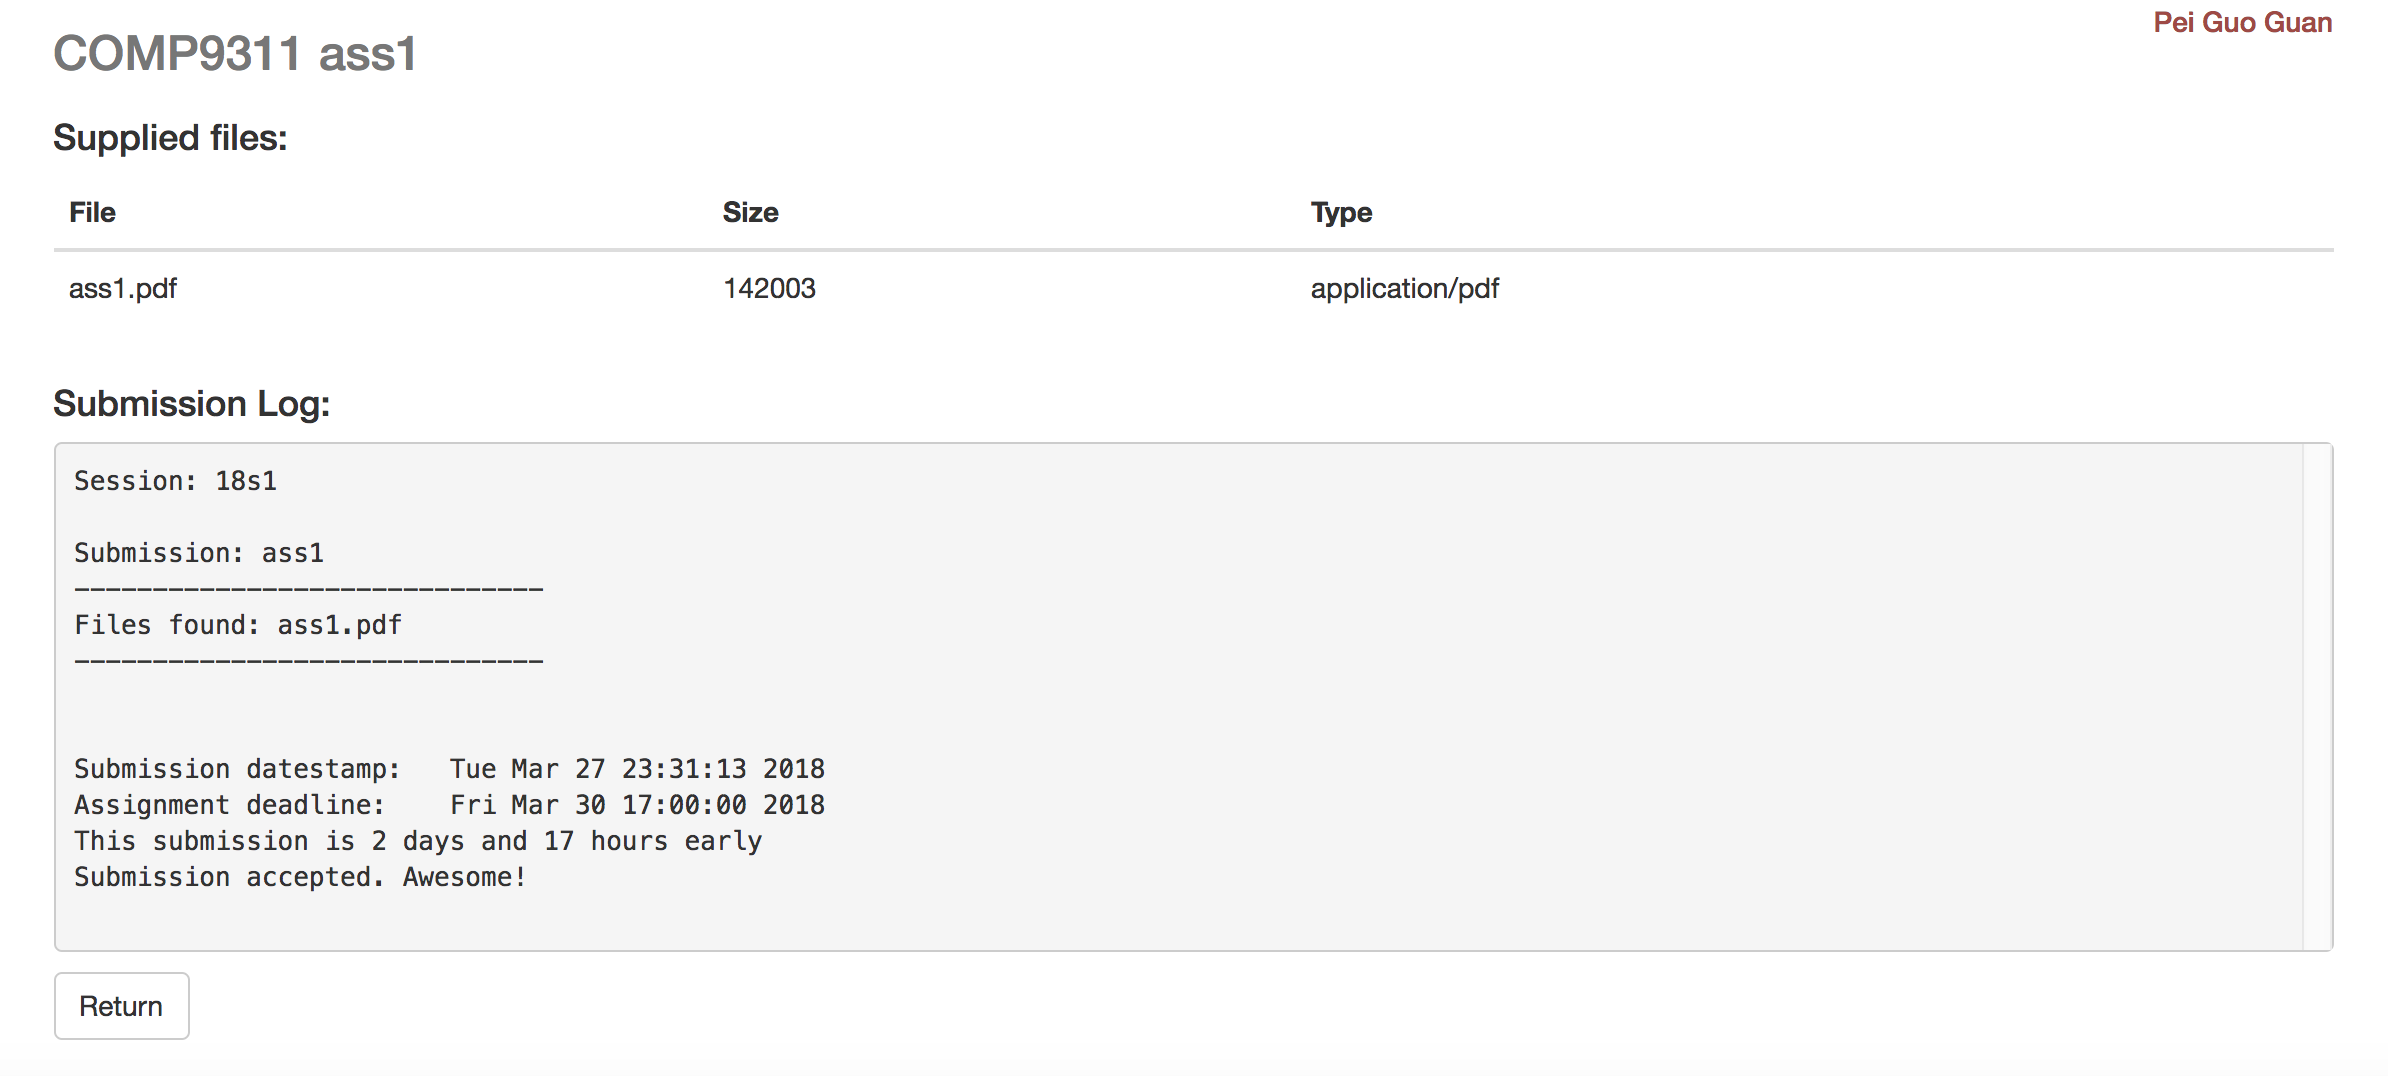 Pei Guo Guan
COMP9311 ass1
Supplied files:
File Size Type
ass1.pdf 142003 application/pdf
Submission Log:
Session: 18s1
Submission: ass1
------------------------------
Files found: ass1.pdf
------------------------------
Submission datestamp:   Tue Mar 27 23:31:13 2018
Assignment deadline:    Fri Mar 30 17:00:00 2018
This submission is 2 days and 17 hours early
Submission accepted. Awesome!
Return